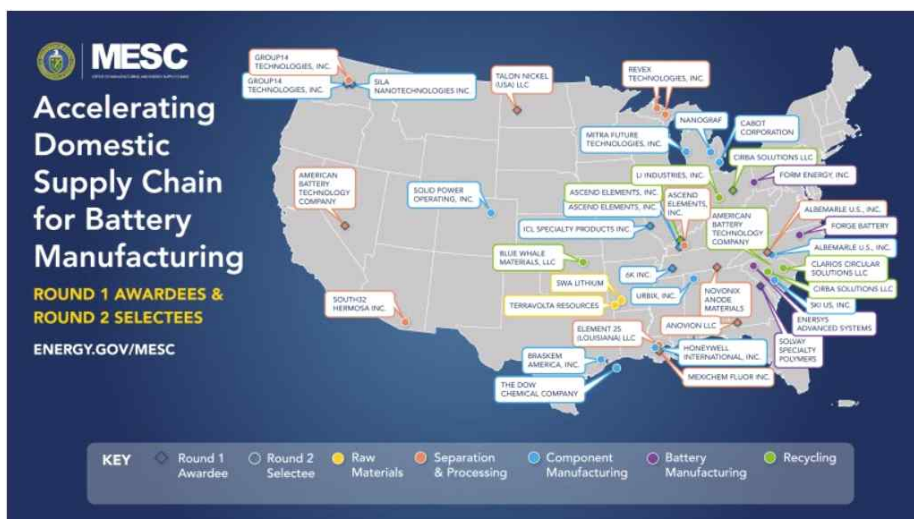 MESC
OFFICE OF MANUFACTURING AND ENERGY SUPPLY CHAINS
Accelerating
Domestic
Supply Chain
for Battery
Manufacturing
ROUND 1 AWARDEES &
ROUND 2 SELECTEES
ENERGY.GOV/MESC
GROUP14
TECHNOLOGIES, INC.
GROUP14
TECHNOLOGIES, INC.
SILA
NANOTECHNOLOGIES INC.
TALON NICKEL
(USA) LLC
REVEX
TECHNOLOGIES, INC.
NANOGRAF
CABOT
CORPORATION
MITRA FUTURE
TECHNOLOGIES, INC.
CIRBA SOLUTIONS LLC
LI INDUSTRIES, INC.
FORM ENERGY, INC.
AMERICAN
BATTERY
TECHNOLOGY
COMPANY
SOLID POWER
OPERATING, INC.
ASCEND ELEMENTS, INC.
ASCEND ELEMENTS, INC.
ASCEND
ELEMENTS,
INC.
ICL SPECIALTY PRODUCTS INC.
AMERICAN
BATTERY
TECHNOLOGY
COMPANY
ALBEMARLE U.S., INC.
FORGE BATTERY
ALBEMARLE U.S., INC.
BLUE WHALE
MATERIALS, LLC
CLARIOS CIRCULAR
SOLUTIONS LLC
6K INC.
SWA LITHIUM
URBIX, INC.
NOVONIX
ANODE
MATERIALS
CIRBA SOLUTIONS LLC
TERRAVOLTA RESOURCES
SKI US, INC.
SOUTH32
HERMOSA INC.
ENERSYS
ADVANCED SYSTEMS
ELEMENT 25
(LOUISIANA) LLC
ANOVION LLC
SOLVAY
SPECIALTY
POLYMERS
BRASKEM
AMERICA, INC.
HONEYWELL
INTERNATIONAL, INC.
MEXICHEM FLUOR INC.
THE DOW
CHEMICAL COMPANY
KEY
Round 1
Awardee
Round 2
Selectee
Raw
Materials
Separation
& Processing
Component
Manufacturing
Battery
Manufacturing
Recycling